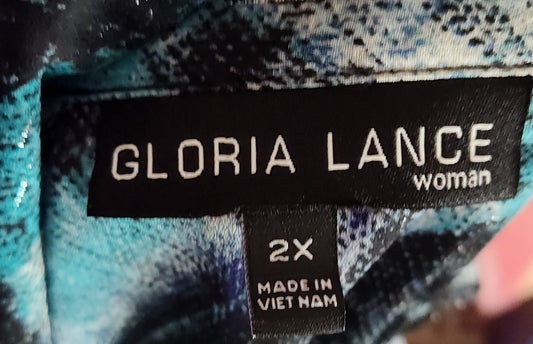 GLORIA LANCE
woman
2X
MADE IN
VIET NAM